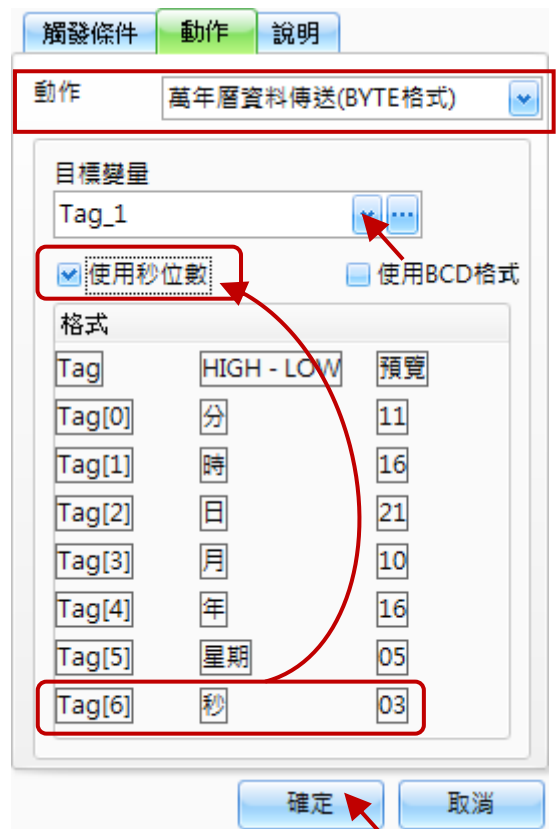 觸發條件 動作 說明
動作 萬年曆資料傳送(BYTE格式)
目標變量
Tag_1 ...
使用秒位數 使用BCD格式
格式
Tag HIGH - LOW 預覽
Tag[0] 分 11
Tag[1] 時 16
Tag[2] 日 21
Tag[3] 月 10
Tag[4] 年 16
Tag[5] 星期 05
Tag[6] 秒 03
確定 取消